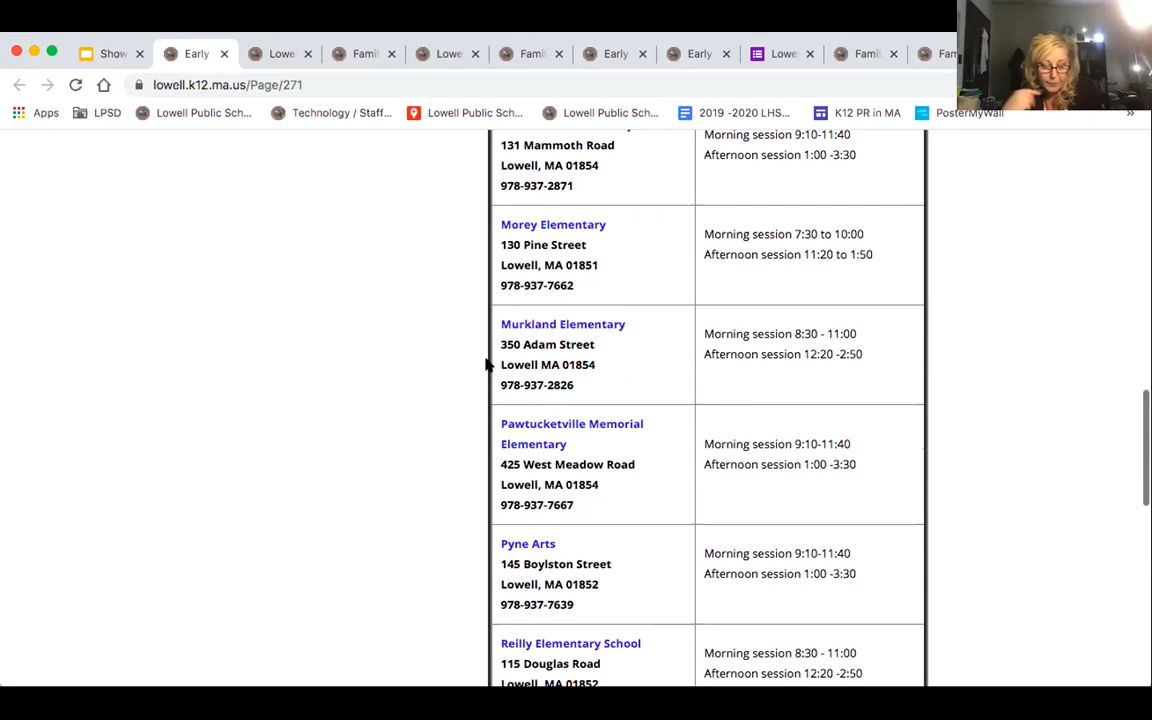 Show
Early
Lowe
Famil
Lowe
Famil
Early
Early
Lowe
Famil
Fam
lowell.k12.ma.us/Page/271
Apps
LPSD
Lowell Public Sch...
Technology / Staff...
Lowell Public Sch...
Lowell Public Sch...
2019 -2020 LHS...
K12 PR in MA
PosterMyWall
»
131 Mammoth Road
Lowell, MA 01854
978-937-2871
Morning session 9:10-11:40
Afternoon session 1:00 -3:30
Morey Elementary
130 Pine Street
Lowell, MA 01851
978-937-7662
Morning session 7:30 to 10:00
Afternoon session 11:20 to 1:50
Murkland Elementary
350 Adam Street
Lowell MA 01854
978-937-2826
Morning session 8:30 - 11:00
Afternoon session 12:20 -2:50
Pawtucketville Memorial
Elementary
425 West Meadow Road
Lowell, MA 01854
978-937-7667
Morning session 9:10-11:40
Afternoon session 1:00 -3:30
Pyne Arts
145 Boylston Street
Lowell, MA 01852
978-937-7639
Morning session 9:10-11:40
Afternoon session 1:00 -3:30
Reilly Elementary School
115 Douglas Road
Lowell, MA 01852
Morning session 8:30 - 11:00
Afternoon session 12:20 -2:50